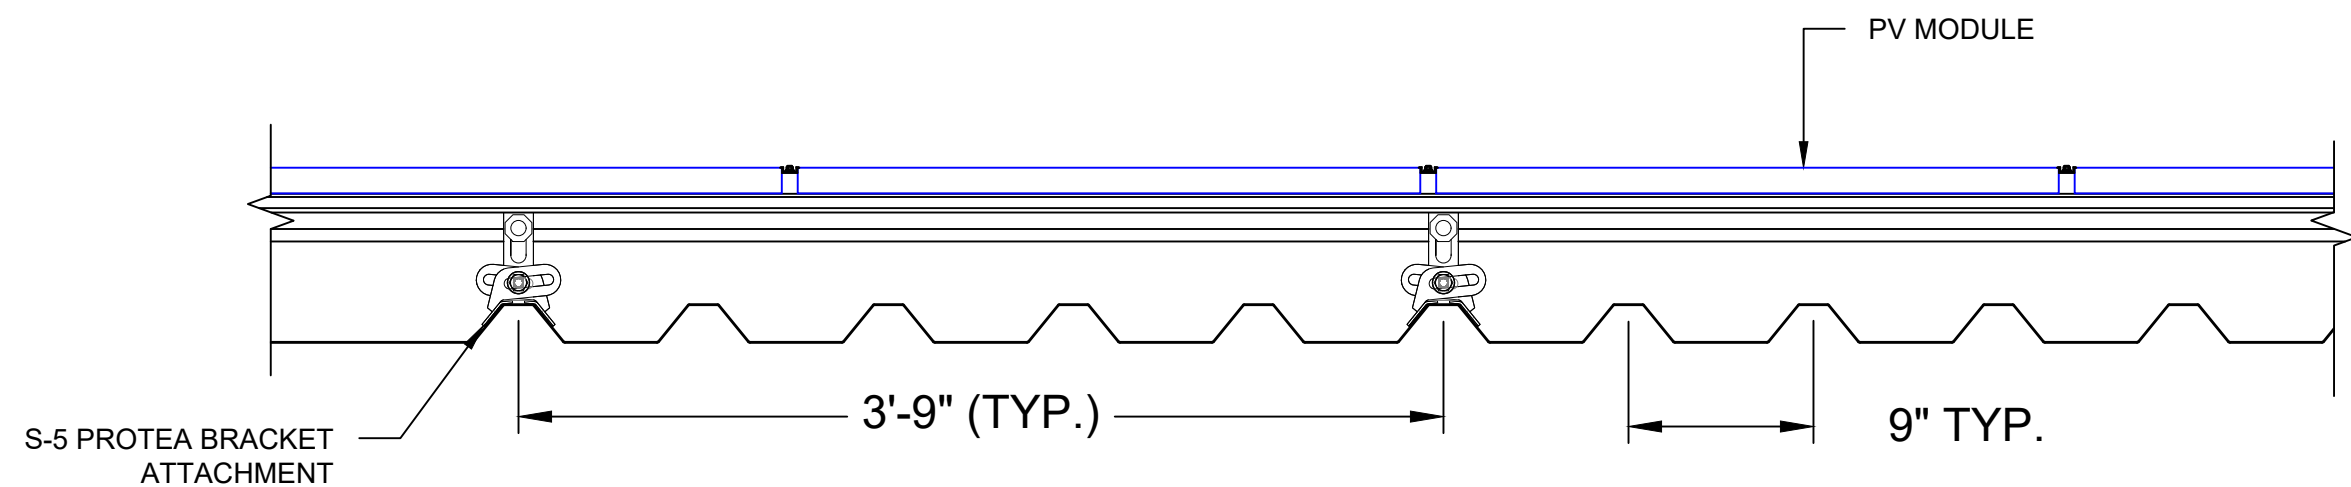 PV MODULE
3'-9" (TYP.)
9" TYP.
S-5 PROTEA BRACKET
ATTACHMENT